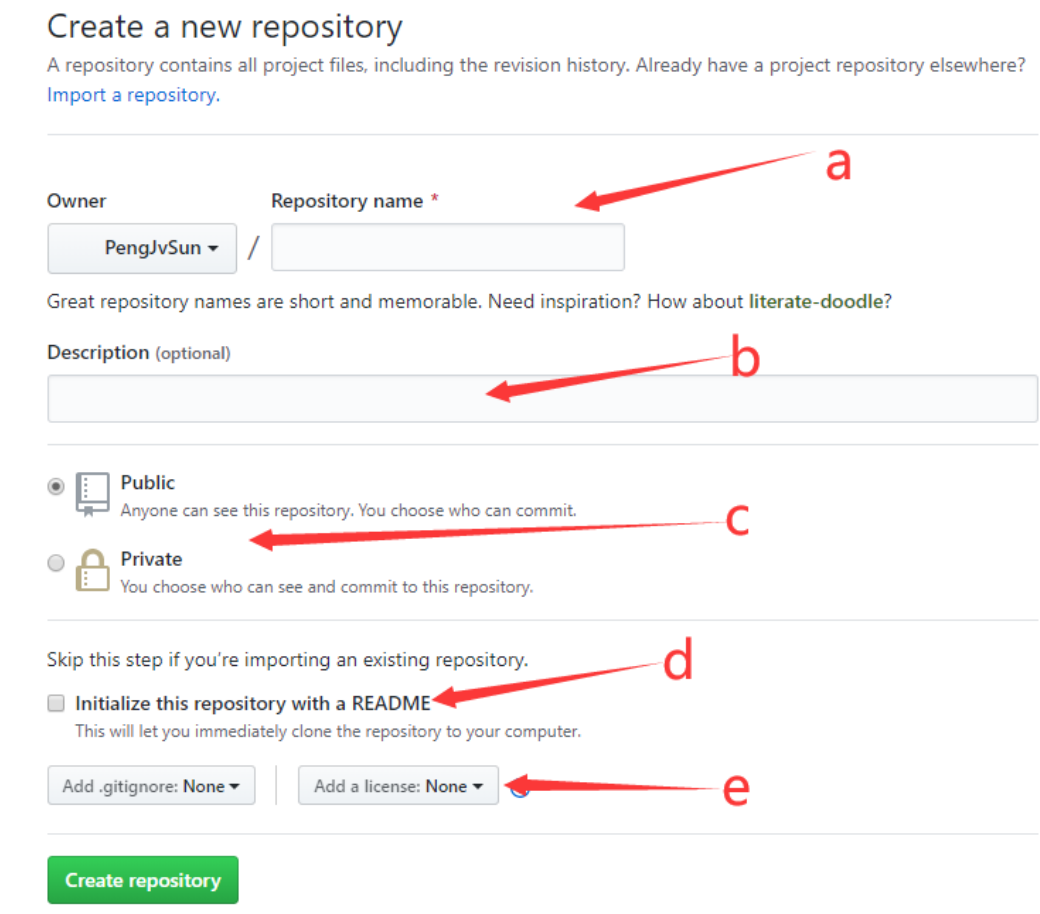 Create a new repository
A repository contains all project files, including the revision history. Already have a project repository elsewhere?
Import a repository.
a
Owner
Repository name *
PengJvSun
/
Great repository names are short and memorable. Need inspiration? How about literate-doodle?
Description (optional)
b
Public
Anyone can see this repository. You choose who can commit.
c
Private
You choose who can see and commit to this repository.
Skip this step if you're importing an existing repository.
d
Initialize this repository with a README
This will let you immediately clone the repository to your computer.
Add .gitignore: None
Add a license: None
e
Create repository